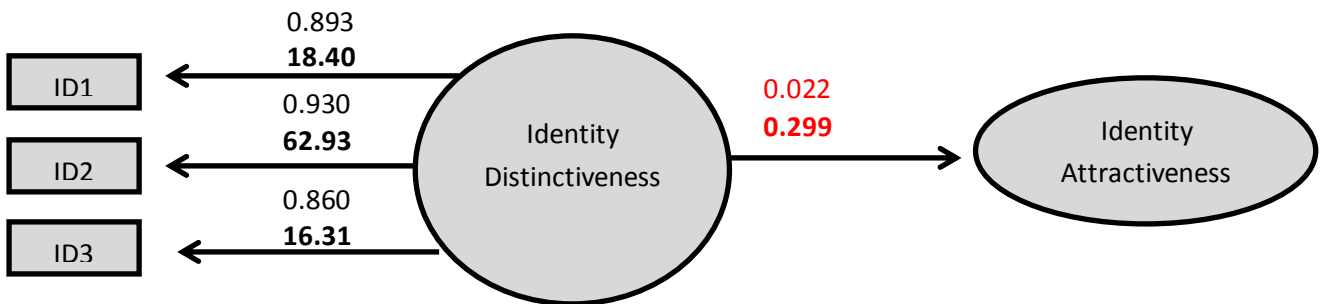 0.893
18.40
ID1
0.930
62.93
ID2
0.860
16.31
ID3
Identity
Distinctiveness
0.022
0.299
Identity
Attractiveness